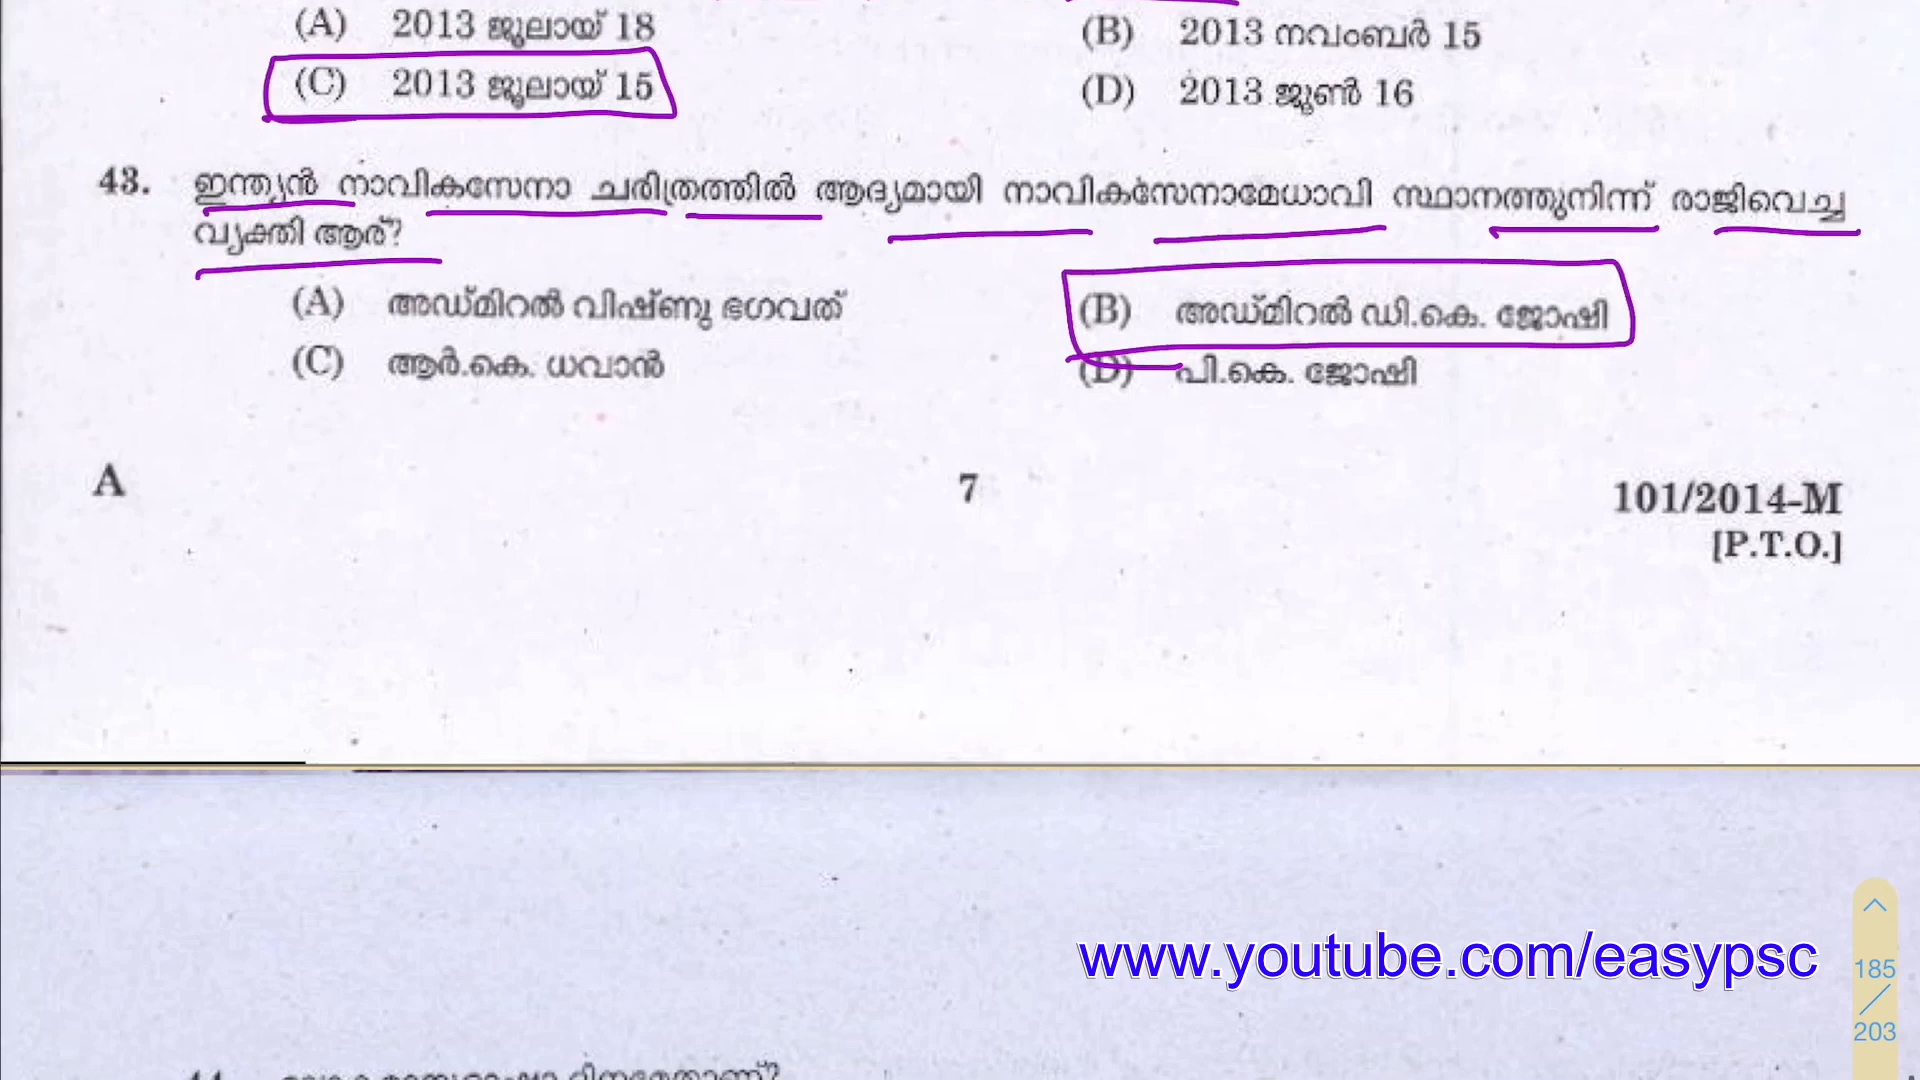 (A) 2013 ജൂലായ് 18 (B) 2013 നവംബർ 15
(C) 2013 ജൂലായ് 15 (D) 2013 ജൂൺ 16
43. ഇന്ത്യൻ നാവികസേനാ ചരിത്രത്തിൽ ആദ്യമായി നാവികസേനാമേധാവി സ്ഥാനത്തുനിന്ന് രാജിവെച്ച
വ്യക്തി ആര്?
(A) അഡ്മിറൽ വിഷ്ണു ഭഗവത് (B) അഡ്മിറൽ ഡി.കെ. ജോഷി
(C) ആർ.കെ. ധവാൻ (D) പി.കെ. ജോഷി
A 7 101/2014-M
[P.T.O.]
www.youtube.com/easypsc
185
203